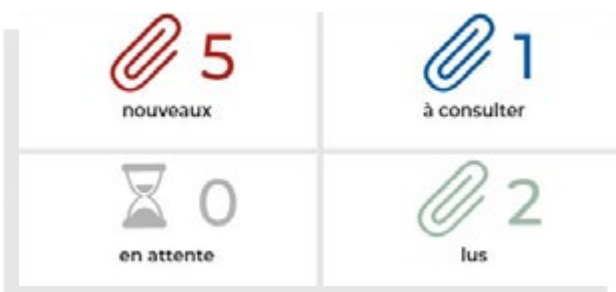 5
nouveaux
1
à consulter
0
en attente
2
lus